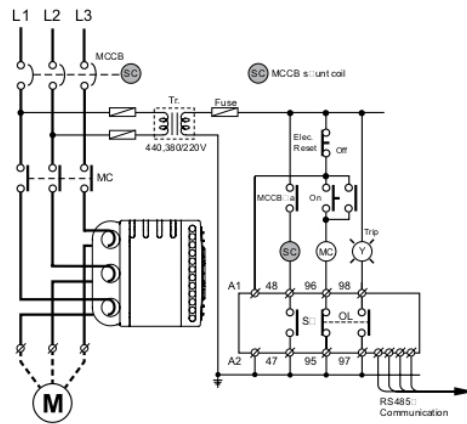 L1 L2 L3
MCCB
SC
SC MCCB s□unt coil
Tr.
Fuse
440,380/220V
Elec.
Reset
Off
MC
MCCB□a
On
Trip
SC
MC
Y
A1 48 96 98
S□ OL
A2 47 95 97
M
RS485□
Communication